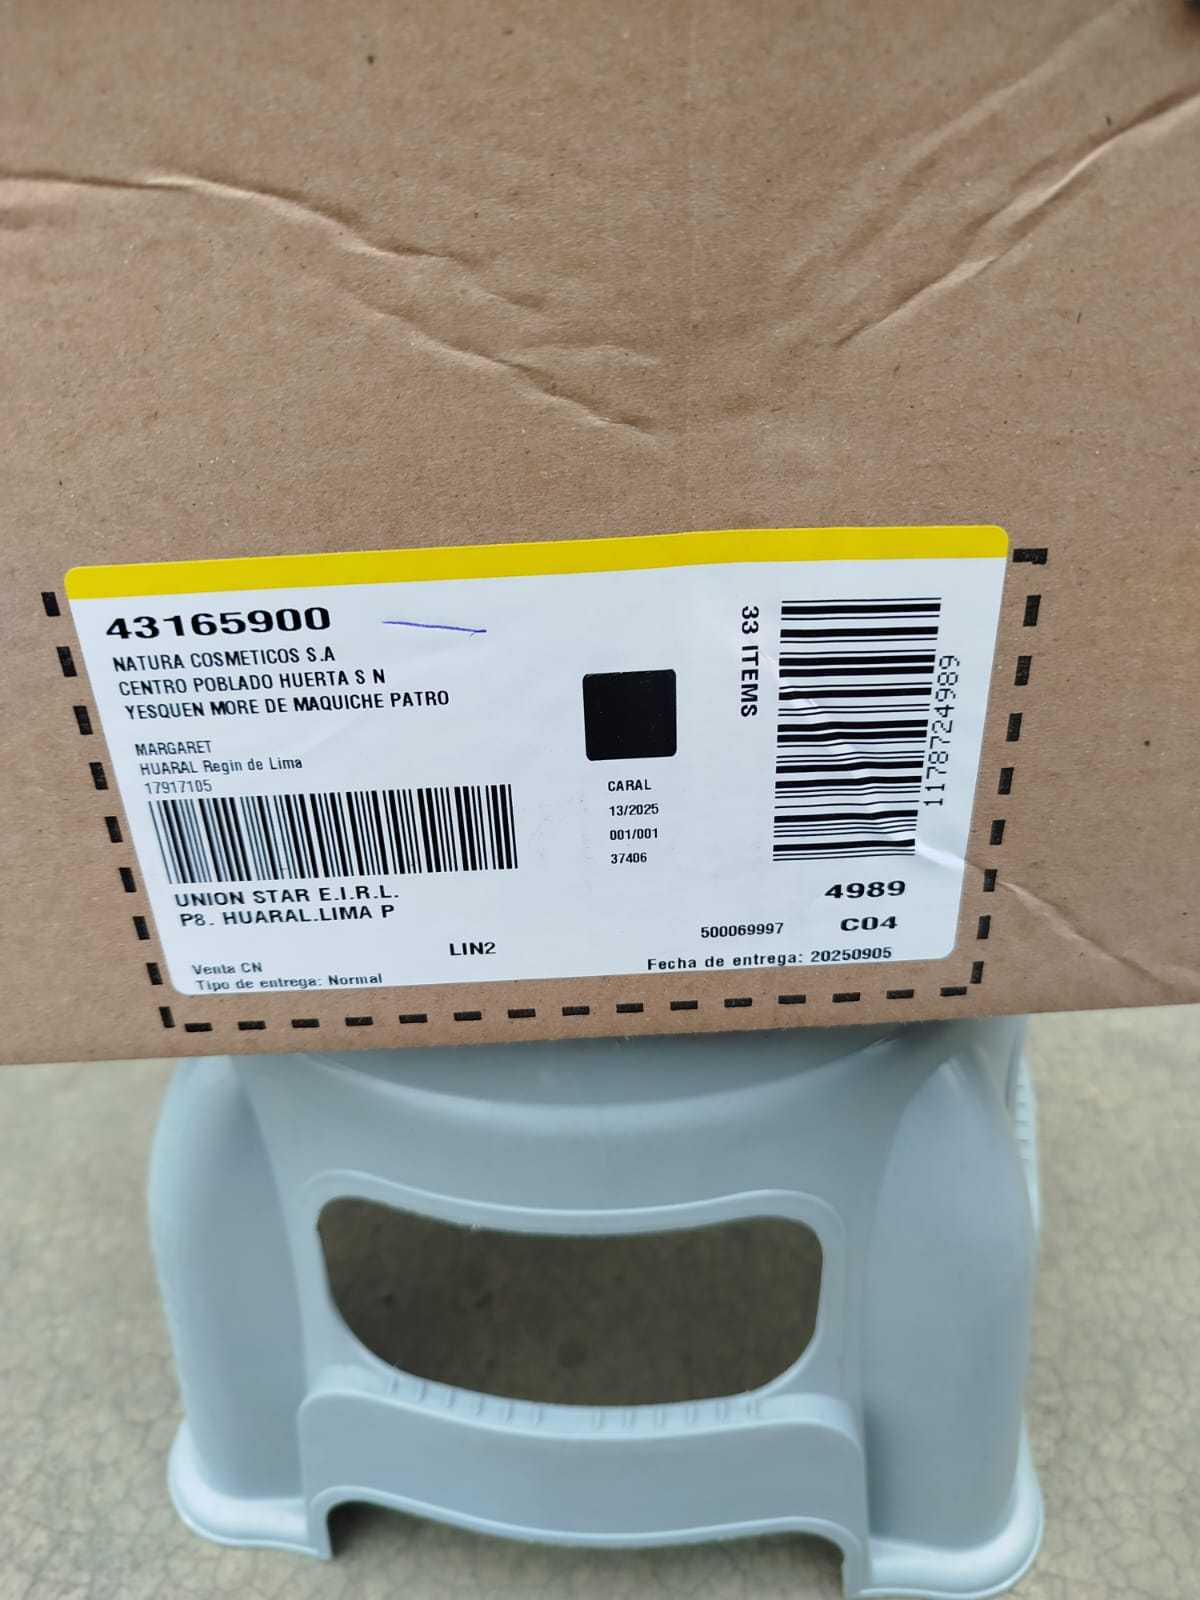 43165900
NATURA COSMETICOS S.A
CENTRO POBLADO HUERTA S N
YESQUEN MORE DE MAQUICHE PATRO
MARGARET
HUARAL Regin de Lima
17917105
UNION STAR E.I.R.L.
P8. HUARAL.LIMA P
LIN2
Venta CN
Tipo de entrega: Normal
CARAL
13/2025
001/001
37406
33 ITEMS
1178724989
4989
500069997
C04
Fecha de entrega: 20250905